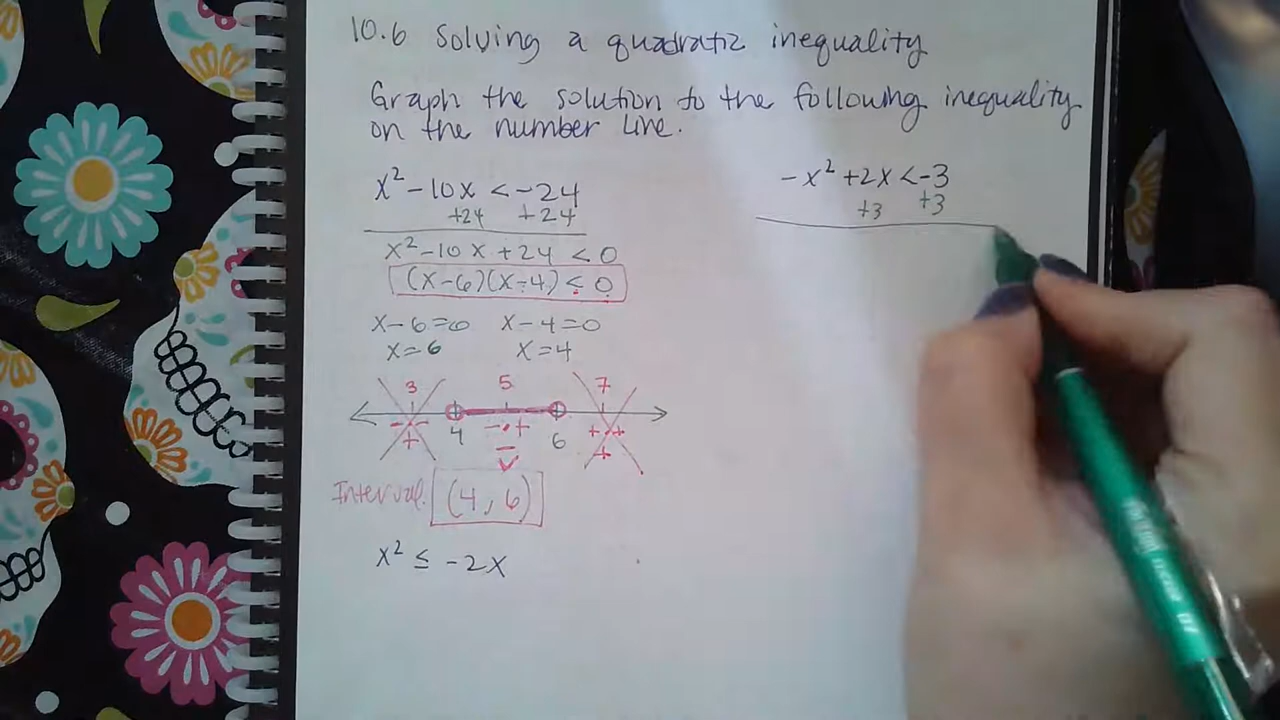 10.6 Solving a quadratic inequality
Graph the solution to the following inequality
on the number line.
x² - 10x < -24
+24 +24
x² - 10x + 24 < 0
(x-6)(x-4) < 0
x-6=0 x-4=0
x=6 x=4
3 5 7
- - 4 - · + 6 + · +
+ - +
Interval: (4, 6)
x² ≤ -2x
-x² + 2x < -3
+3 +3